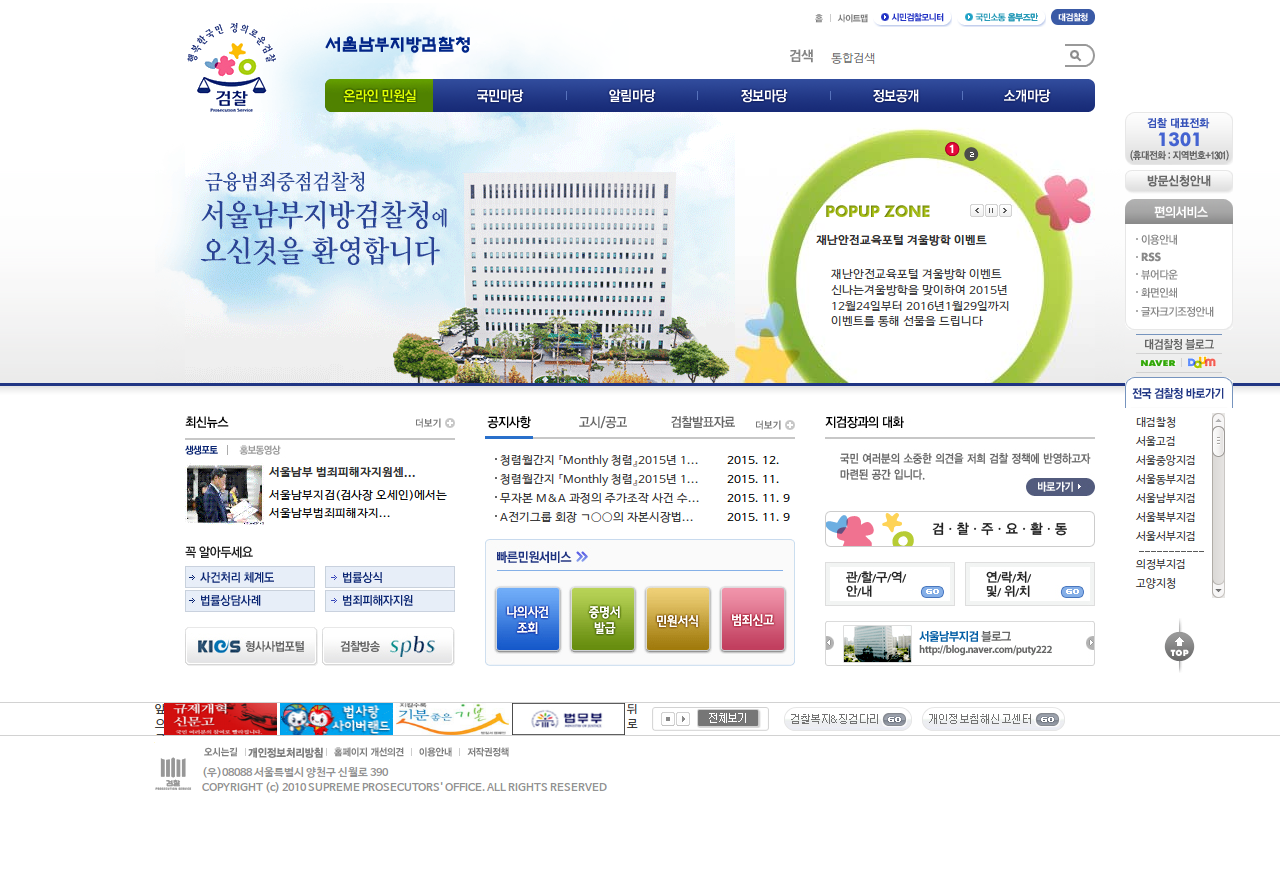 홈 사이트맵 시민검찰모니터 국민소통 옴부즈만 대검찰청
행복한국민 정의로운검찰
검찰
Prosecution Service
서울남부지방검찰청
검색 통합검색
온라인 민원실 국민마당 알림마당 정보마당 정보공개 소개마당
금융범죄중점검찰청
서울남부지방검찰청에
오신것을 환영합니다
1 2
POPUP ZONE
재난안전교육포털 겨울방학 이벤트
재난안전교육포털 겨울방학 이벤트
신나는겨울방학을 맞이하여 2015년
12월24일부터 2016년1월29일까지
이벤트를 통해 선물을 드립니다
검찰 대표전화
1301
(휴대전화 : 지역번호+1301)
방문신청안내
편의서비스
· 이용안내
· RSS
· 뷰어다운
· 화면인쇄
· 글자크기조정안내
대검찰청 블로그
NAVER Daum
전국 검찰청 바로가기
대검찰청
서울고검
서울중앙지검
서울동부지검
서울남부지검
서울북부지검
서울서부지검
------------
의정부지검
고양지청
TOP
최신뉴스 더보기
생생포토 홍보동영상
서울남부 범죄피해자지원센...
서울남부지검(검사장 오세인)에서는
서울남부범죄피해자지...
꼭 알아두세요
사건처리 체계도 법률상식
법률상담사례 범죄피해자지원
KICS 형사사법포털 검찰방송 spbs
공지사항 고시/공고 검찰발표자료 더보기
· 청렴월간지 「Monthly 청렴」2015년 1... 2015. 12.
· 청렴월간지 「Monthly 청렴」2015년 1... 2015. 11.
· 무자본 M&A 과정의 주가조작 사건 수... 2015. 11. 9
· A전기그룹 회장 ㄱ○○의 자본시장법... 2015. 11. 9
빠른민원서비스
나의사건 조회
증명서 발급
민원서식
범죄신고
지검장과의 대화
국민 여러분의 소중한 의견을 저희 검찰 정책에 반영하고자
마련된 공간 입니다.
바로가기
검·찰·주·요·활·동
관/할/구/역/
안/내 GO
연/락/처/
및/ 위/치 GO
서울남부지검 블로그
http://blog.naver.com/puty222
앞으
규제개혁
신문고
법사랑
사이버랜드
기분좋은
법무부
MINISTRY OF JUSTICE
뒤로
전체보기
검찰복지&징검다리 GO
개인정보침해신고센터 GO
오시는길 개인정보처리방침 홈페이지 개선의견 이용안내 저작권정책
검찰
PROSECUTION SERVICE
(우)08088 서울특별시 양천구 신월로 390
COPYRIGHT (c) 2010 SUPREME PROSECUTORS' OFFICE. ALL RIGHTS RESERVED